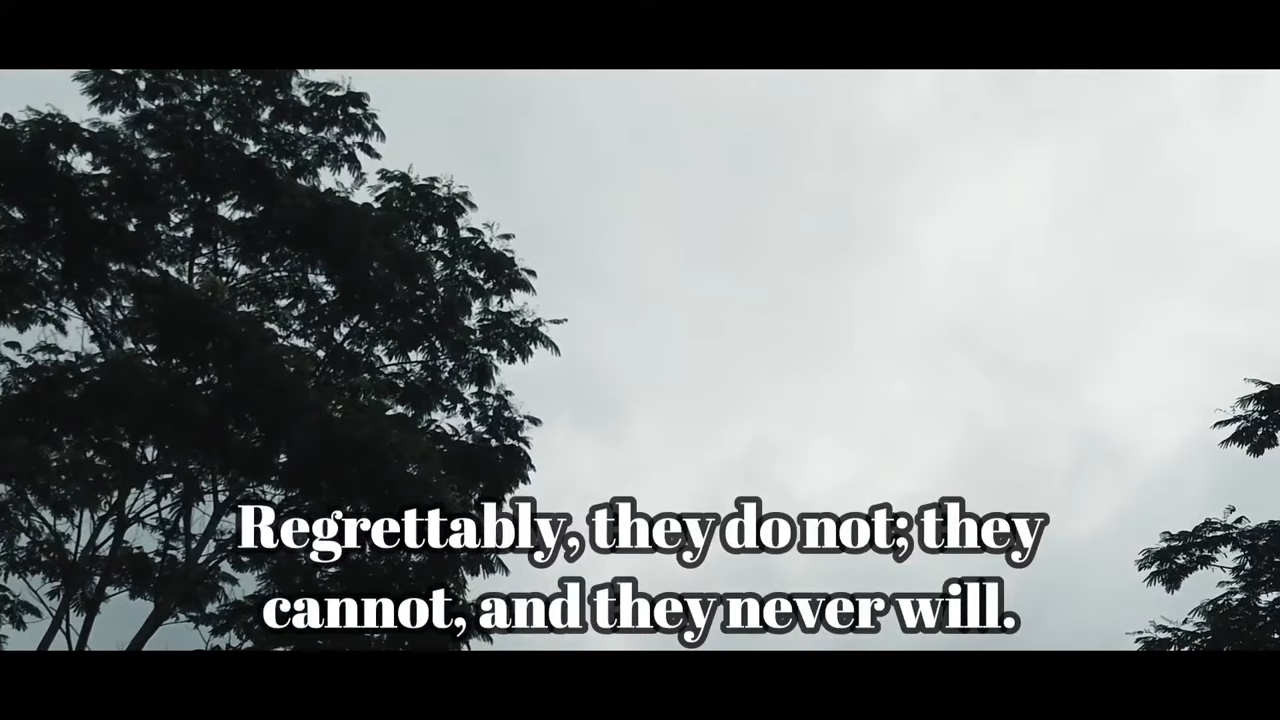 Regrettably, they do not; they
cannot, and they never will.